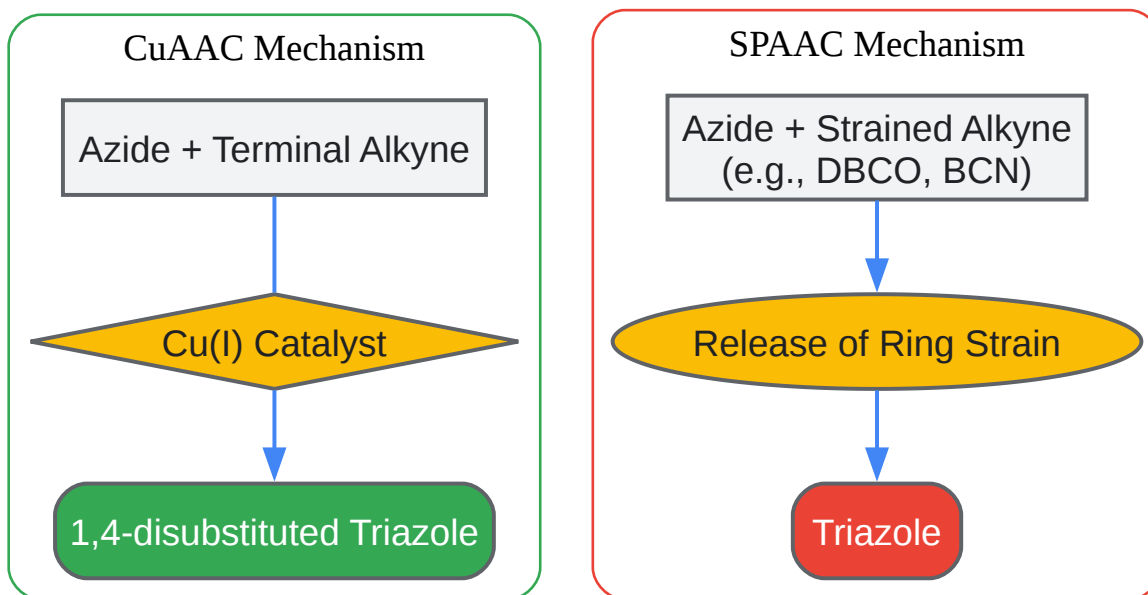 CuAAC Mechanism
Azide + Terminal Alkyne
Cu(I) Catalyst
1,4-disubstituted Triazole
SPAAC Mechanism
Azide + Strained Alkyne
(e.g., DBCO, BCN)
Release of Ring Strain
Triazole